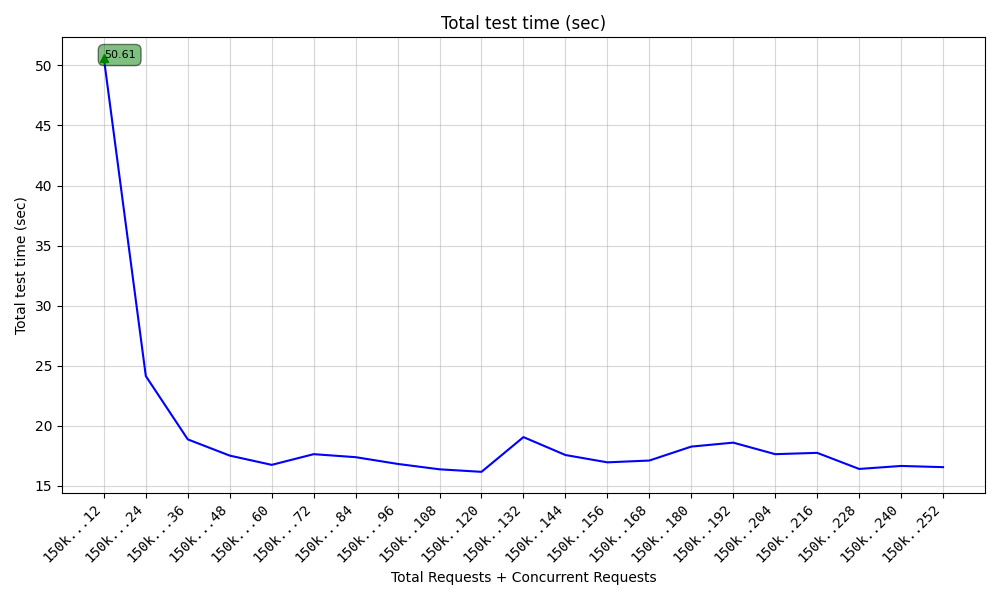 Total test time (sec)
50.61
50
45
40
35
30
25
20
15
Total test time (sec)
150k...12
150k...24
150k...36
150k...48
150k...60
150k...72
150k...84
150k...96
150k..108
150k..120
150k..132
150k..144
150k..156
150k..168
150k..180
150k..192
150k..204
150k..216
150k..228
150k..240
150k..252
Total Requests + Concurrent Requests